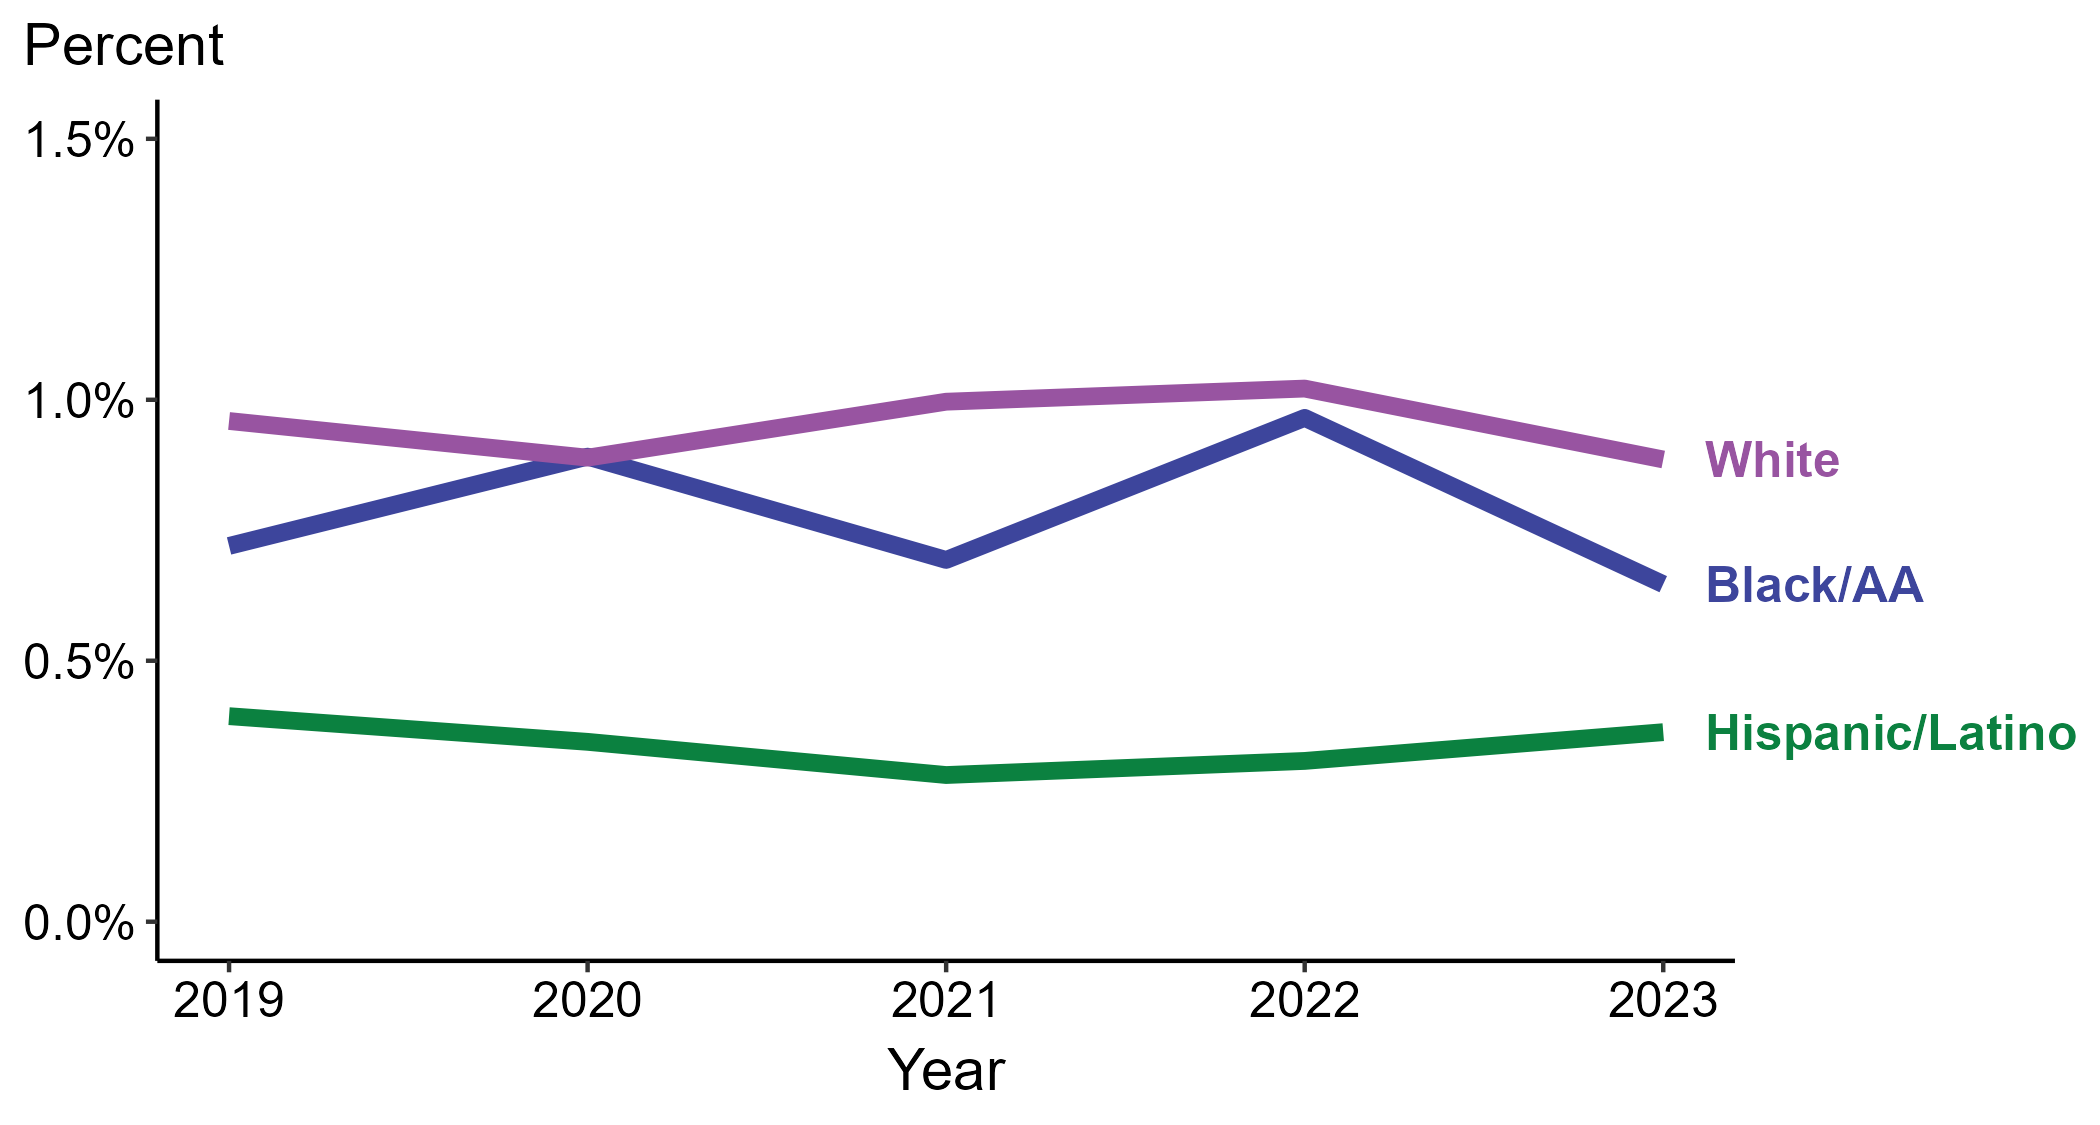 Percent
1.5%
1.0%
0.5%
0.0%
White
Black/AA
Hispanic/Latino
2019 2020 2021 2022 2023
Year